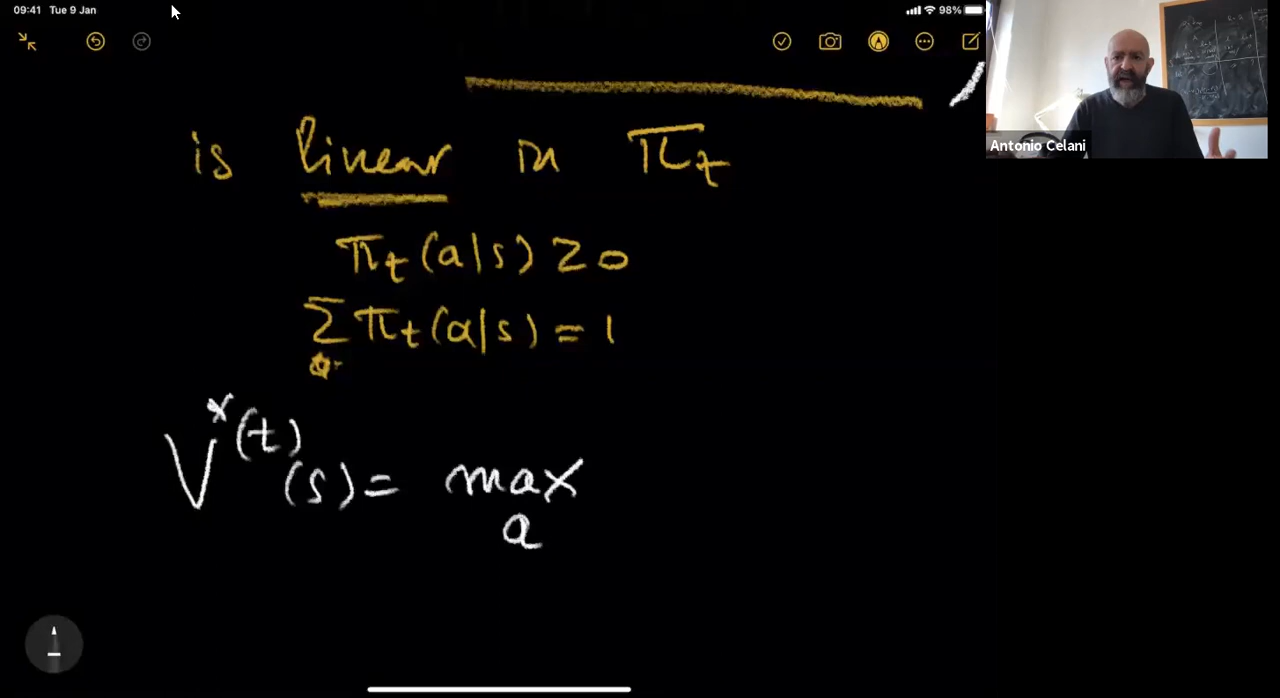 09:41 Tue 9 Jan
98%
is linear in π_t
π_t(a|s) ≥ 0
∑ π_t(a|s) = 1
V^{*(t)}(s) = max
a
Antonio Celani